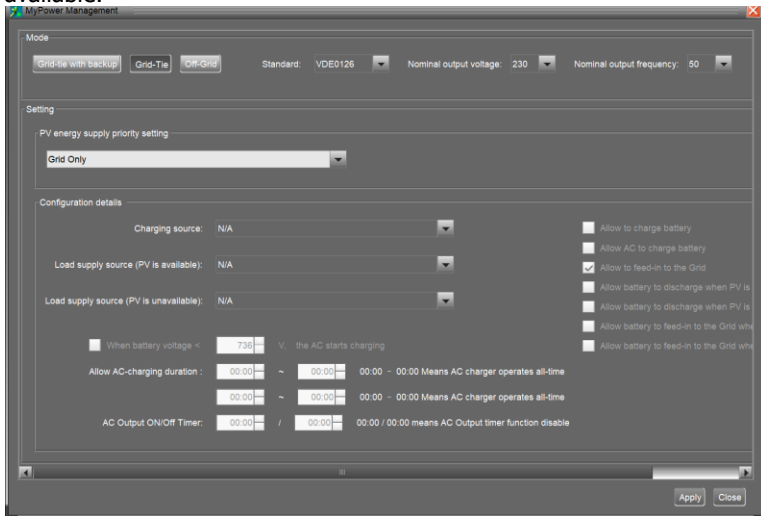 available.
MyPower Management
Mode
Grid-tie with backup Grid-Tie Off-Grid Standard: VDE0126 Nominal output voltage: 230 Nominal output frequency: 50
Setting
PV energy supply priority setting
Grid Only
Configuration details
Charging source: N/A
Allow to charge battery
Allow AC to charge battery
Load supply source (PV is available): N/A
Allow to feed-in to the Grid
Allow battery to discharge when PV is
Load supply source (PV is unavailable): N/A
Allow battery to discharge when PV is
Allow battery to feed-in to the Grid whe
When battery voltage < 736 V, the AC starts charging
Allow battery to feed-in to the Grid whe
Allow AC-charging duration : 00:00 ~ 00:00 00:00 - 00:00 Means AC charger operates all-time
00:00 ~ 00:00 00:00 - 00:00 Means AC charger operates all-time
AC Output ON/Off Timer: 00:00 / 00:00 00:00 / 00:00 means AC Output timer function disable
Apply Close